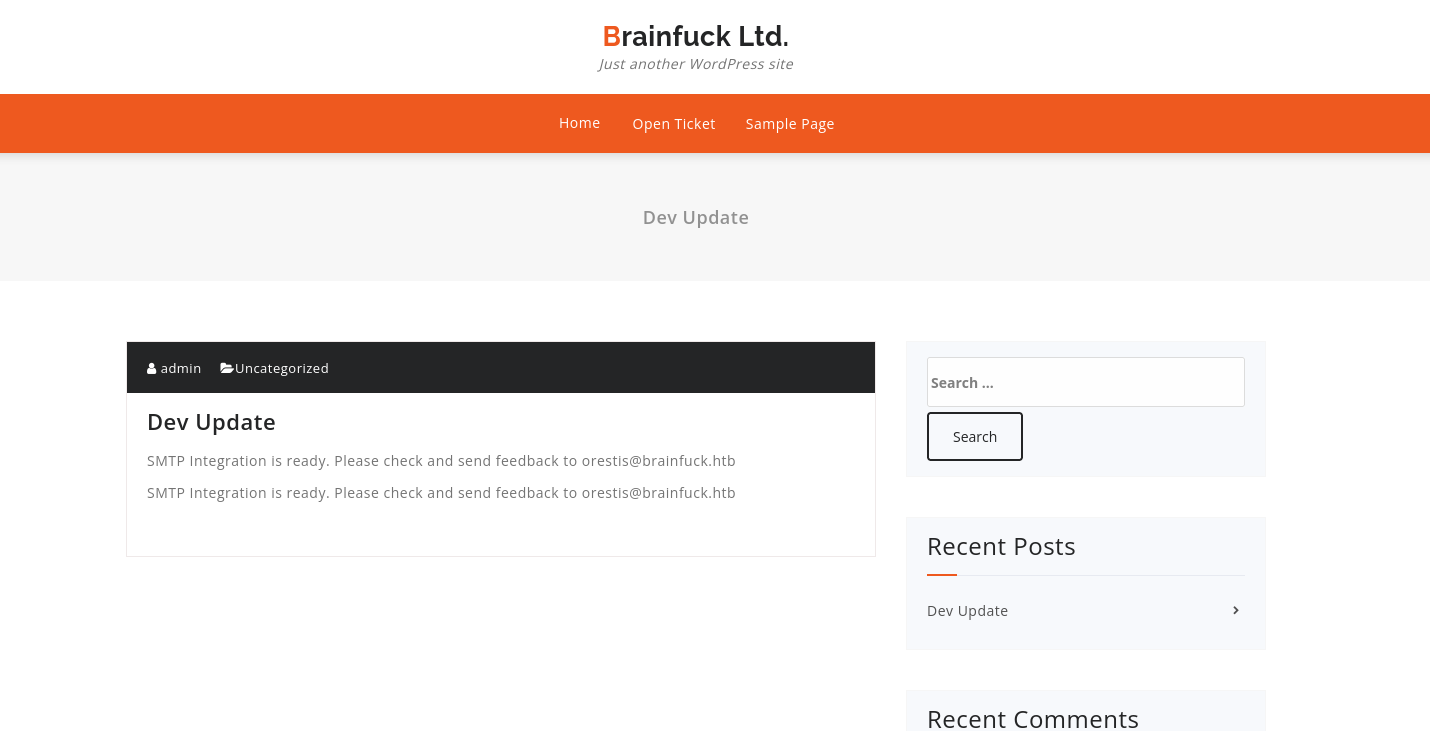 Brainfuck Ltd.
Just another WordPress site
Home Open Ticket Sample Page
Dev Update
admin Uncategorized
Dev Update
SMTP Integration is ready. Please check and send feedback to orestis@brainfuck.htb
SMTP Integration is ready. Please check and send feedback to orestis@brainfuck.htb
Search ...
Search
Recent Posts
Dev Update
Recent Comments